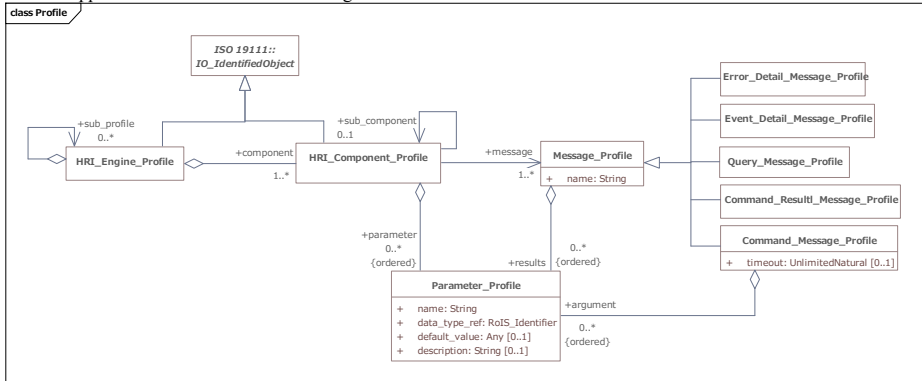 class Profile
ISO 19111::
IO_IdentifiedObject
+sub_profile
0..*
HRI_Engine_Profile
+component
1..*
+sub_component
0..1
HRI_Component_Profile
+message
1..*
Message_Profile
+ name: String
Error_Detail_Message_Profile
Event_Detail_Message_Profile
Query_Message_Profile
Command_Resultl_Message_Profile
Command_Message_Profile
+ timeout: UnlimitedNatural [0..1]
+parameter
0..*
{ordered}
+results
0..*
{ordered}
Parameter_Profile
+ name: String
+ data_type_ref: RoIS_Identifier
+ default_value: Any [0..1]
+ description: String [0..1]
+argument
0..*
{ordered}